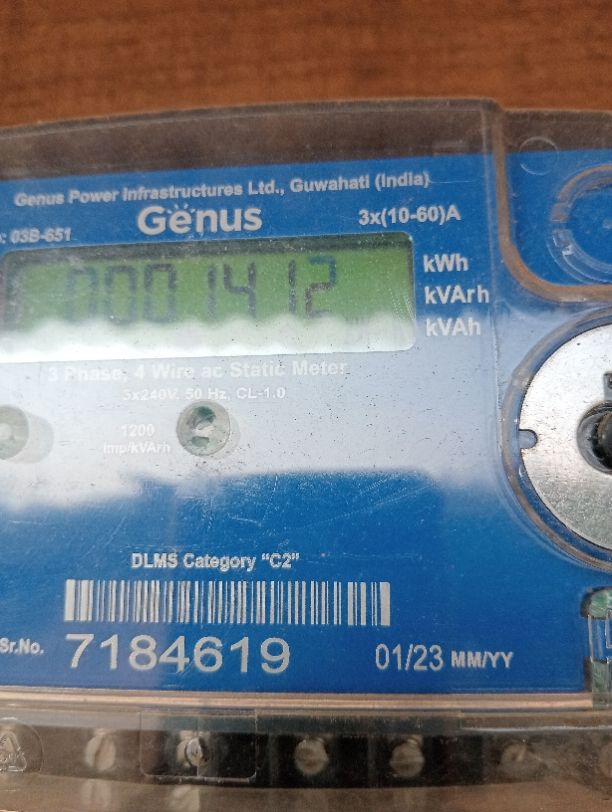 Genus Power Infrastructures Ltd., Guwahati (India)
: 03B-651
Genus
3x(10-60)A
0001412
kWh
kVArh
kVAh
3 Phase, 4 Wire ac Static Meter
3x240V, 50 Hz, CL-1.0
1200
imp/kVArh
DLMS Category "C2"
Sr.No. 7184619 01/23 MM/YY